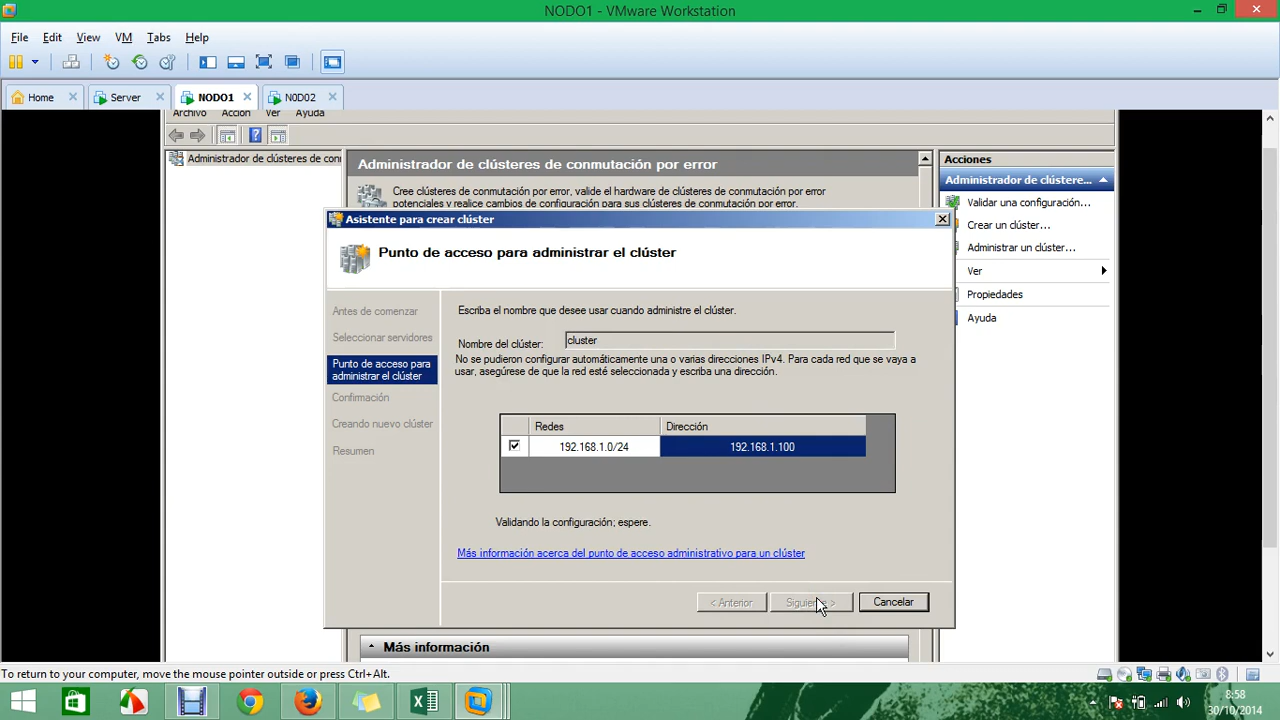 NODO1 - VMware Workstation
File Edit View VM Tabs Help
Home Server NODO1 NODO2
Archivo Acción Ver Ayuda
Administrador de clústeres de con
Administrador de clústeres de conmutación por error
Cree clústeres de conmutación por error, valide el hardware de clústeres de conmutación por error
potenciales y realice cambios de configuración para sus clústeres de conmutación por error.
Acciones
Administrador de clústere...
Validar una configuración...
Crear un clúster...
Administrar un clúster...
Ver
Propiedades
Ayuda
Asistente para crear clúster
Punto de acceso para administrar el clúster
Antes de comenzar
Seleccionar servidores
Punto de acceso para
administrar el clúster
Confirmación
Creando nuevo clúster
Resumen
Escriba el nombre que desee usar cuando administre el clúster.
Nombre del clúster: cluster
No se pudieron configurar automáticamente una o varias direcciones IPv4. Para cada red que se vaya a
usar, asegúrese de que la red esté seleccionada y escriba una dirección.
Redes Dirección
192.168.1.0/24 192.168.1.100
Validando la configuración; espere.
Más información acerca del punto de acceso administrativo para un clúster
< Anterior Siguiente > Cancelar
Más información
To return to your computer, move the mouse pointer outside or press Ctrl+Alt.
8:58
30/10/2014